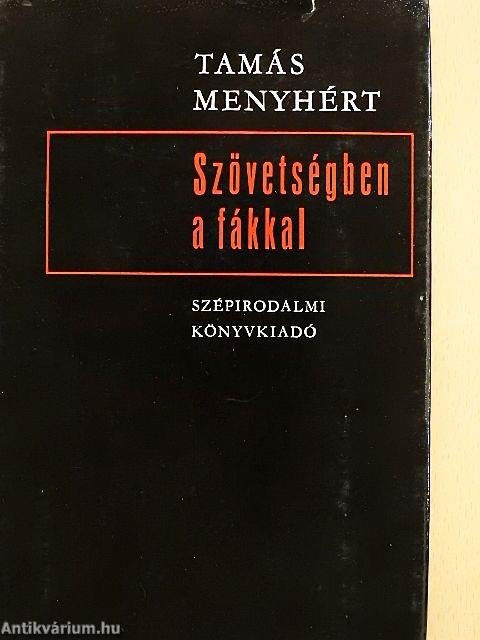 TAMÁS
MENYHÉRT
Szövetségben
a fákkal
SZÉPIRODALMI
KÖNYVKIADÓ
Antikvárium.hu